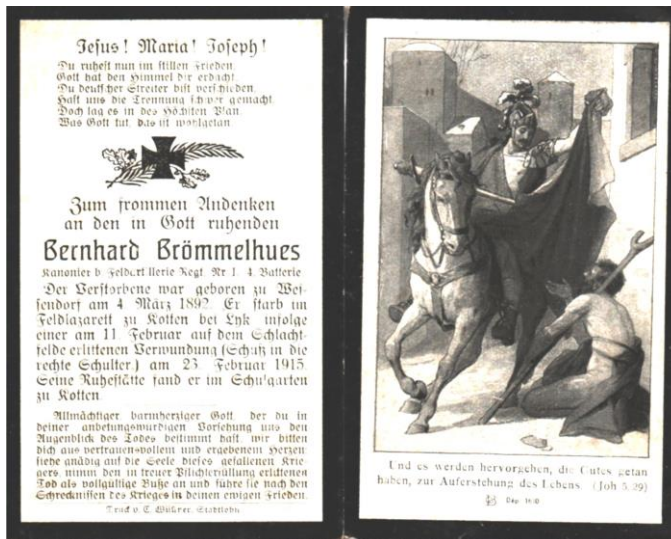 Jesus! Maria! Joseph!
Du ruhest nun im stillen Frieden.
Gott hat den Himmel dir erdacht.
Du deutscher Streiter bist verschieden.
Hast uns die Trennung schwer gemacht.
Doch lag es in des Höchsten Plan.
Was Gott tut, das ist wohlgetan
Zum frommen Andenken
an den in Gott ruhenden
Bernhard Brömmelhues
Kanonier b. Feldartillerie Regt. Nr 1. 4. Batterie
Der Verstorbene war geboren zu
am 4 März 1892. Er starb im
Feldlazarett zu Kotten bei Lyk infolge
einer am 11. Februar auf dem Schlacht-
felde erlittenen Verwundung (Schuß in die
rechte Schulter) am 23. Februar 1915.
Seine Ruhestätte fand er im Schulgarten
zu Kotten.
Allmächtiger, barmherziger Gott, der du in
deiner anbetungswürdigen Vorsehung uns den
Augenblick des Todes bestimmt hast, wir bitten
dich aus vertrauensvollem und ergebenem Herzen,
siehe gnädig auf die Seele dieses gefallenen Krie-
gers, nimm den in treuer Pflichterfüllung erlittenen
Tod als vollgültige Buße an und führe sie nach den
Schrecknissen des Krieges in deinen ewigen Frieden.
Druck v. C. Stadtlohn
Und es werden hervorgehen, die Gutes getan
haben, zur Auferstehung des Lebens. (Joh 5, 29)
Dep.